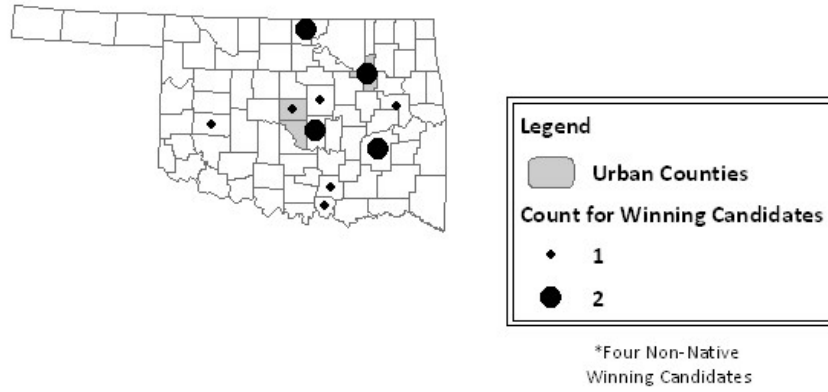 Legend
Urban Counties
Count for Winning Candidates
1
2
*Four Non-Native
Winning Candidates